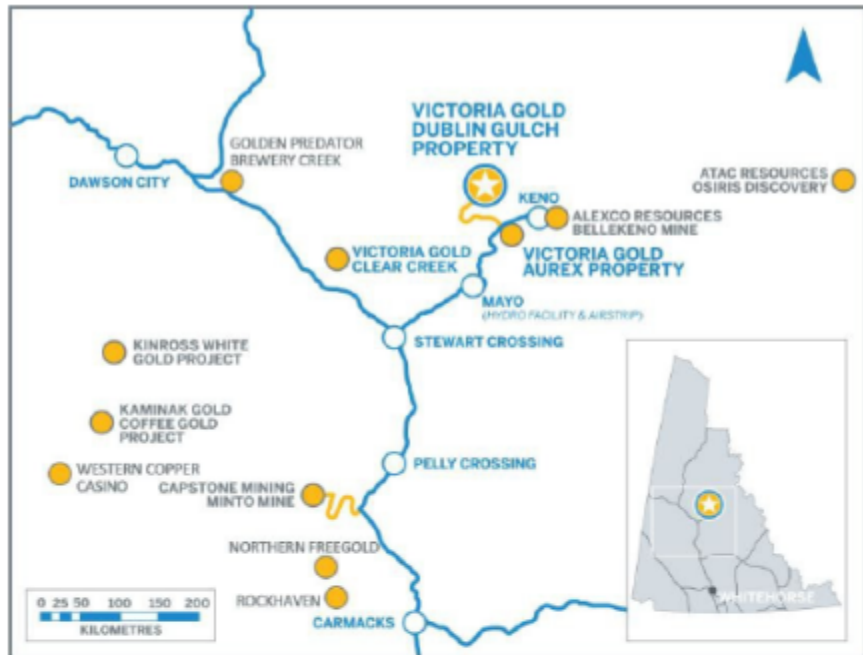 VICTORIA GOLD
DUBLIN GULCH
PROPERTY
GOLDEN PREDATOR
BREWERY CREEK
DAWSON CITY
ATAC RESOURCES
OSIRIS DISCOVERY
KENO
ALEXCO RESOURCES
BELLEKENO MINE
VICTORIA GOLD
CLEAR CREEK
VICTORIA GOLD
AUREX PROPERTY
MAYO
(HYDRO FACILITY & AIRSTRIP)
STEWART CROSSING
KINROSS WHITE
GOLD PROJECT
KAMINAK GOLD
COFFEE GOLD
PROJECT
WESTERN COPPER
CASINO
PELLY CROSSING
CAPSTONE MINING
MINTO MINE
NORTHERN FREEGOLD
ROCKHAVEN
CARMACKS
WHITEHORSE
0 25 50 100 150 200
KILOMETRES